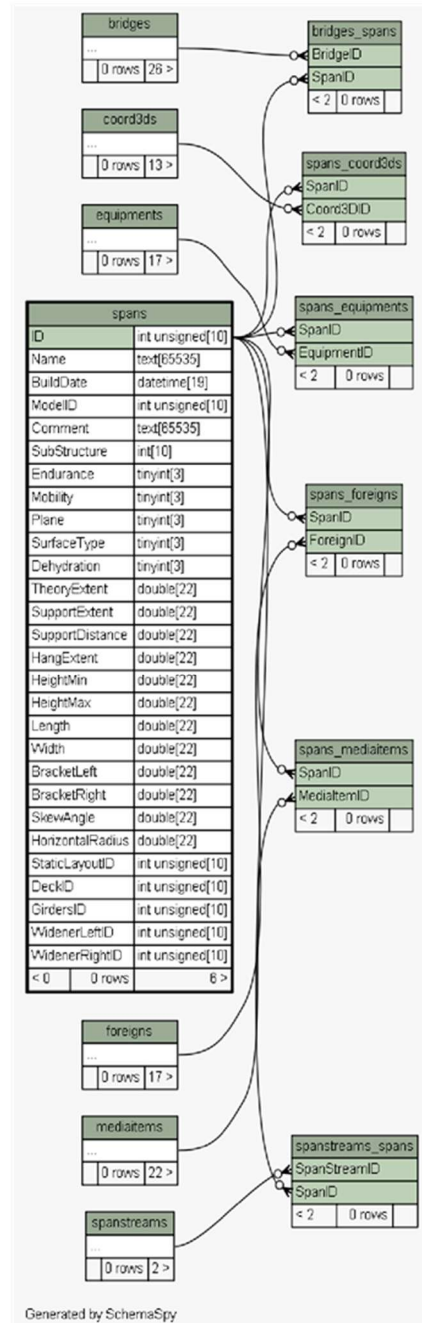 bridges
...
0 rows 26 >
coord3ds
...
0 rows 13 >
equipments
...
0 rows 17 >
spans
ID int unsigned[10]
Name text[65535]
BuildDate datetime[19]
ModelID int unsigned[10]
Comment text[65535]
SubStructure int[10]
Endurance tinyint[3]
Mobility tinyint[3]
Plane tinyint[3]
SurfaceType tinyint[3]
Dehydration tinyint[3]
TheoryExtent double[22]
SupportExtent double[22]
SupportDistance double[22]
HangExtent double[22]
HeightMin double[22]
HeightMax double[22]
Length double[22]
Width double[22]
BracketLeft double[22]
BracketRight double[22]
SkewAngle double[22]
HorizontalRadius double[22]
StaticLayoutID int unsigned[10]
DeckID int unsigned[10]
GirdersID int unsigned[10]
WidenerLeftID int unsigned[10]
WidenerRightID int unsigned[10]
< 0 0 rows 6 >
foreigns
...
0 rows 17 >
mediaitems
...
0 rows 22 >
spanstreams
...
0 rows 2 >
bridges_spans
BridgeID
SpanID
< 2 0 rows
spans_coord3ds
SpanID
Coord3DID
< 2 0 rows
spans_equipments
SpanID
EquipmentID
< 2 0 rows
spans_foreigns
SpanID
ForeignID
< 2 0 rows
spans_mediaitems
SpanID
MediaItemID
< 2 0 rows
spanstreams_spans
SpanStreamID
SpanID
< 2 0 rows
Generated by SchemaSpy